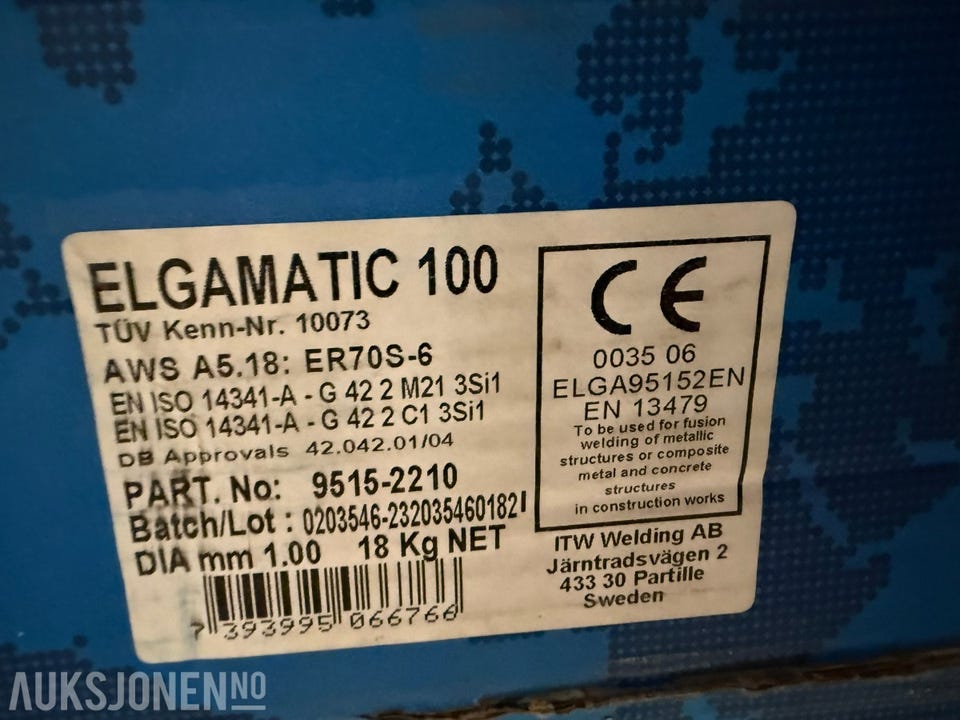 ELGAMATIC 100
TÜV Kenn-Nr. 10073
AWS A5.18: ER70S-6
EN ISO 14341-A - G 42 2 M21 3Si1
EN ISO 14341-A - G 42 2 C1 3Si1
DB Approvals 42.042.01/04
PART. No: 9515-2210
Batch/Lot : 0203546-232035460182
DIA mm 1.00 18 Kg NET
7 393995 066766
CE
0035 06
ELGA95152EN
EN 13479
To be used for fusion
welding of metallic
structures or composite
metal and concrete
structures
in construction works
ITW Welding AB
Järntradsvägen 2
433 30 Partille
Sweden
AUKSJONEN NO